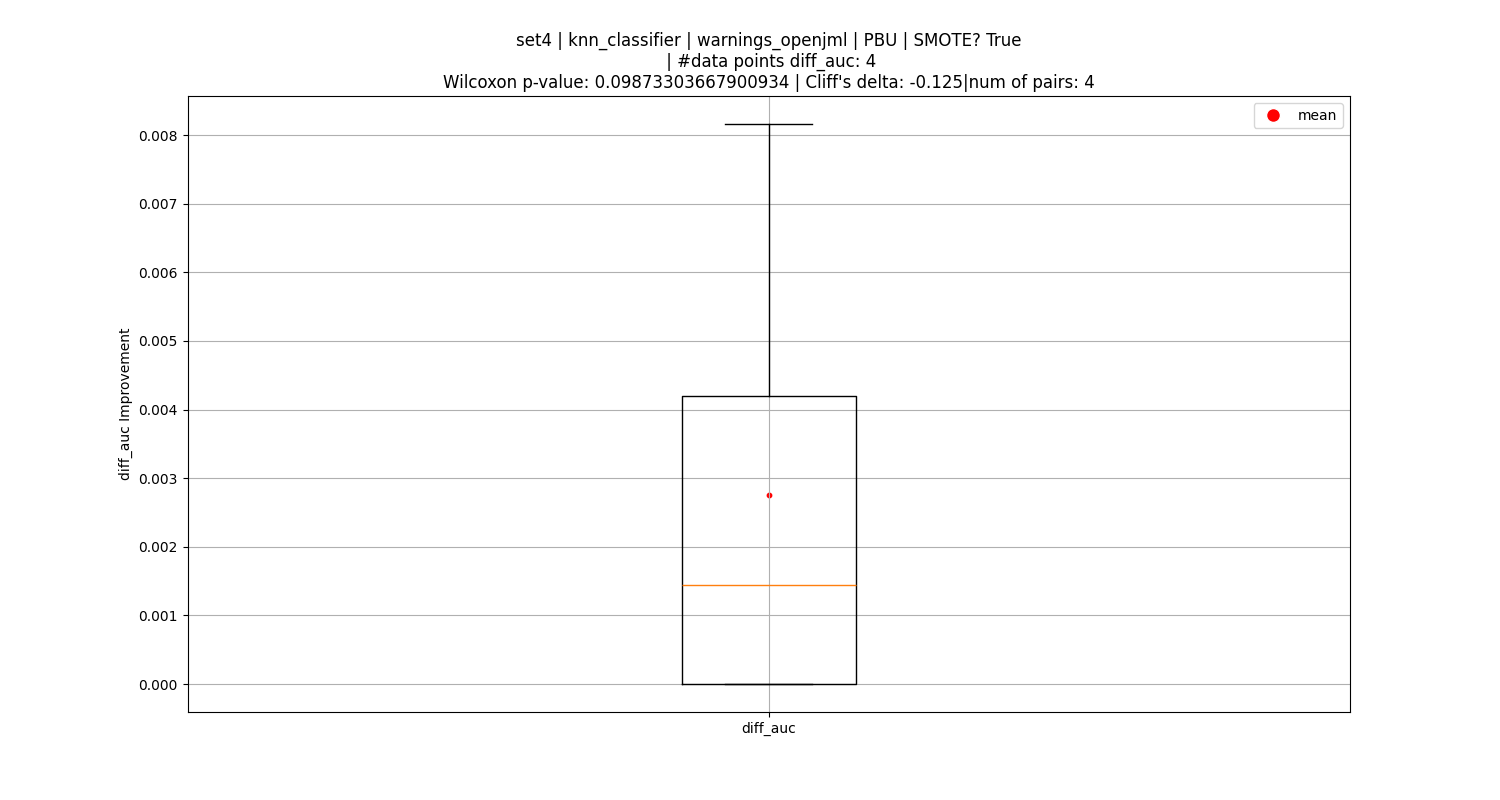 set4 | knn_classifier | warnings_openjml | PBU | SMOTE? True
| #data points diff_auc: 4
Wilcoxon p-value: 0.09873303667900934 | Cliff's delta: -0.125|num of pairs: 4
mean
0.008
0.007
0.006
0.005
0.004
0.003
0.002
0.001
0.000
diff_auc Improvement
diff_auc